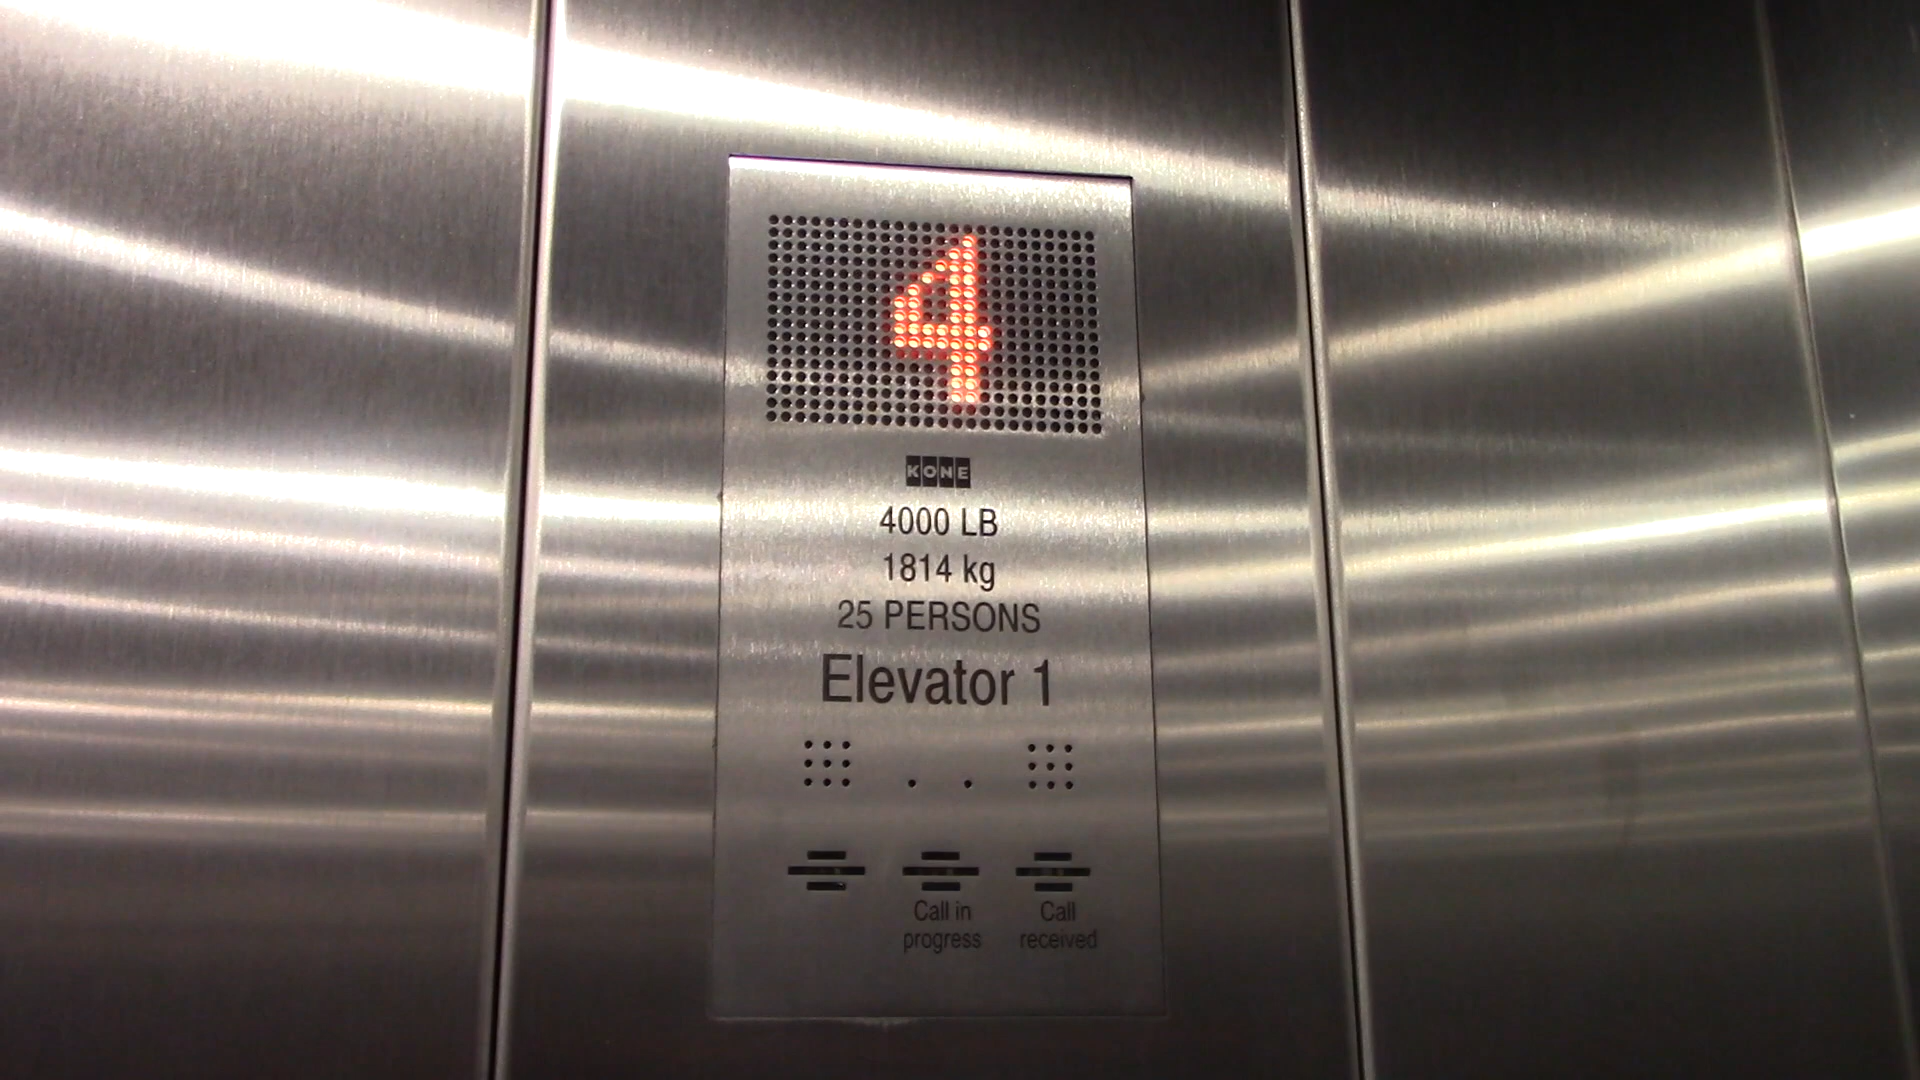 4
KONE
4000 LB
1814 kg
25 PERSONS
Elevator 1
Call in
progress
Call
received